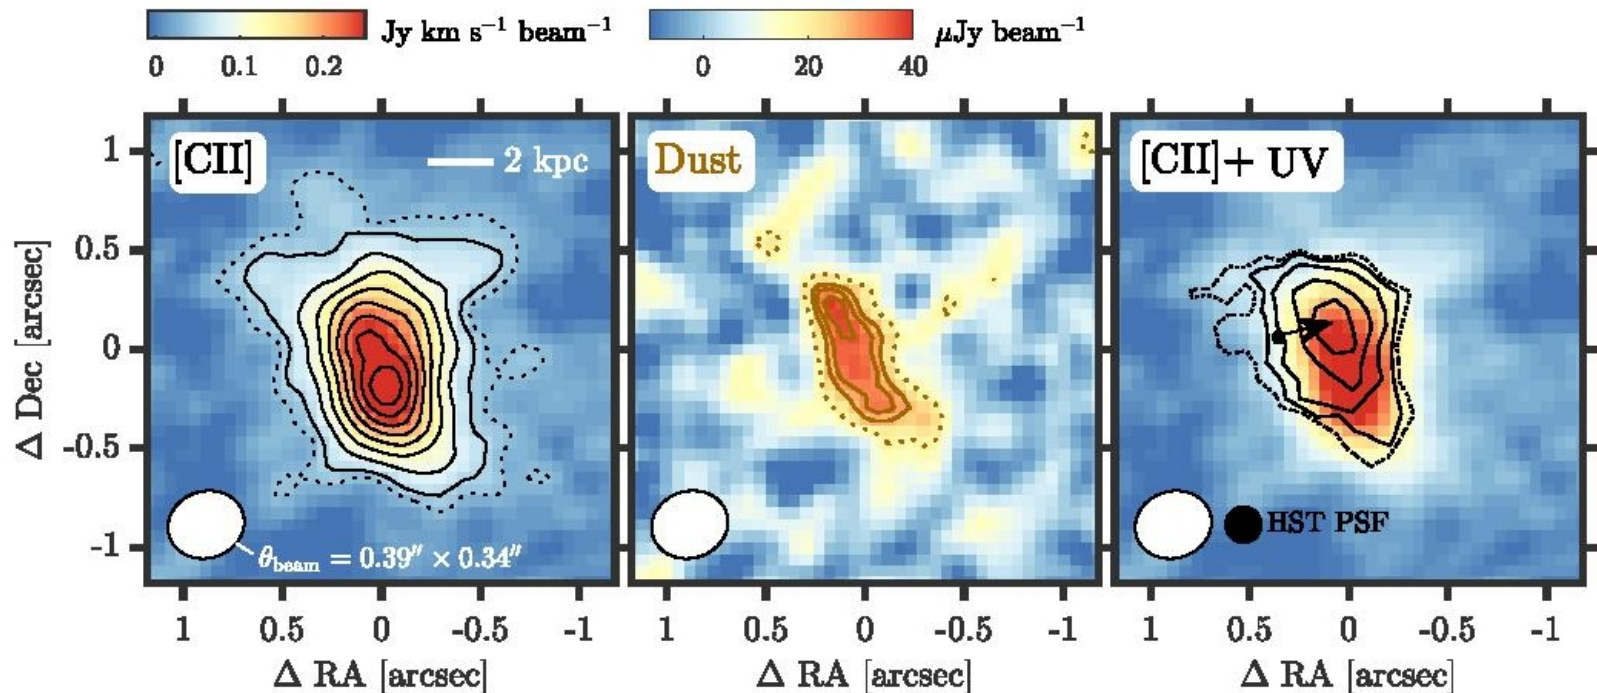 Jy km s⁻¹ beam⁻¹
μJy beam⁻¹
0 0.1 0.2
0 20 40
[CII]
2 kpc
Dust
[CII]+ UV
1
0.5
0
-0.5
-1
Δ Dec [arcsec]
θbeam = 0.39″ × 0.34″
HST PSF
1 0.5 0 -0.5 -1
1 0.5 0 -0.5 -1
1 0.5 0 -0.5 -1
Δ RA [arcsec]
Δ RA [arcsec]
Δ RA [arcsec]